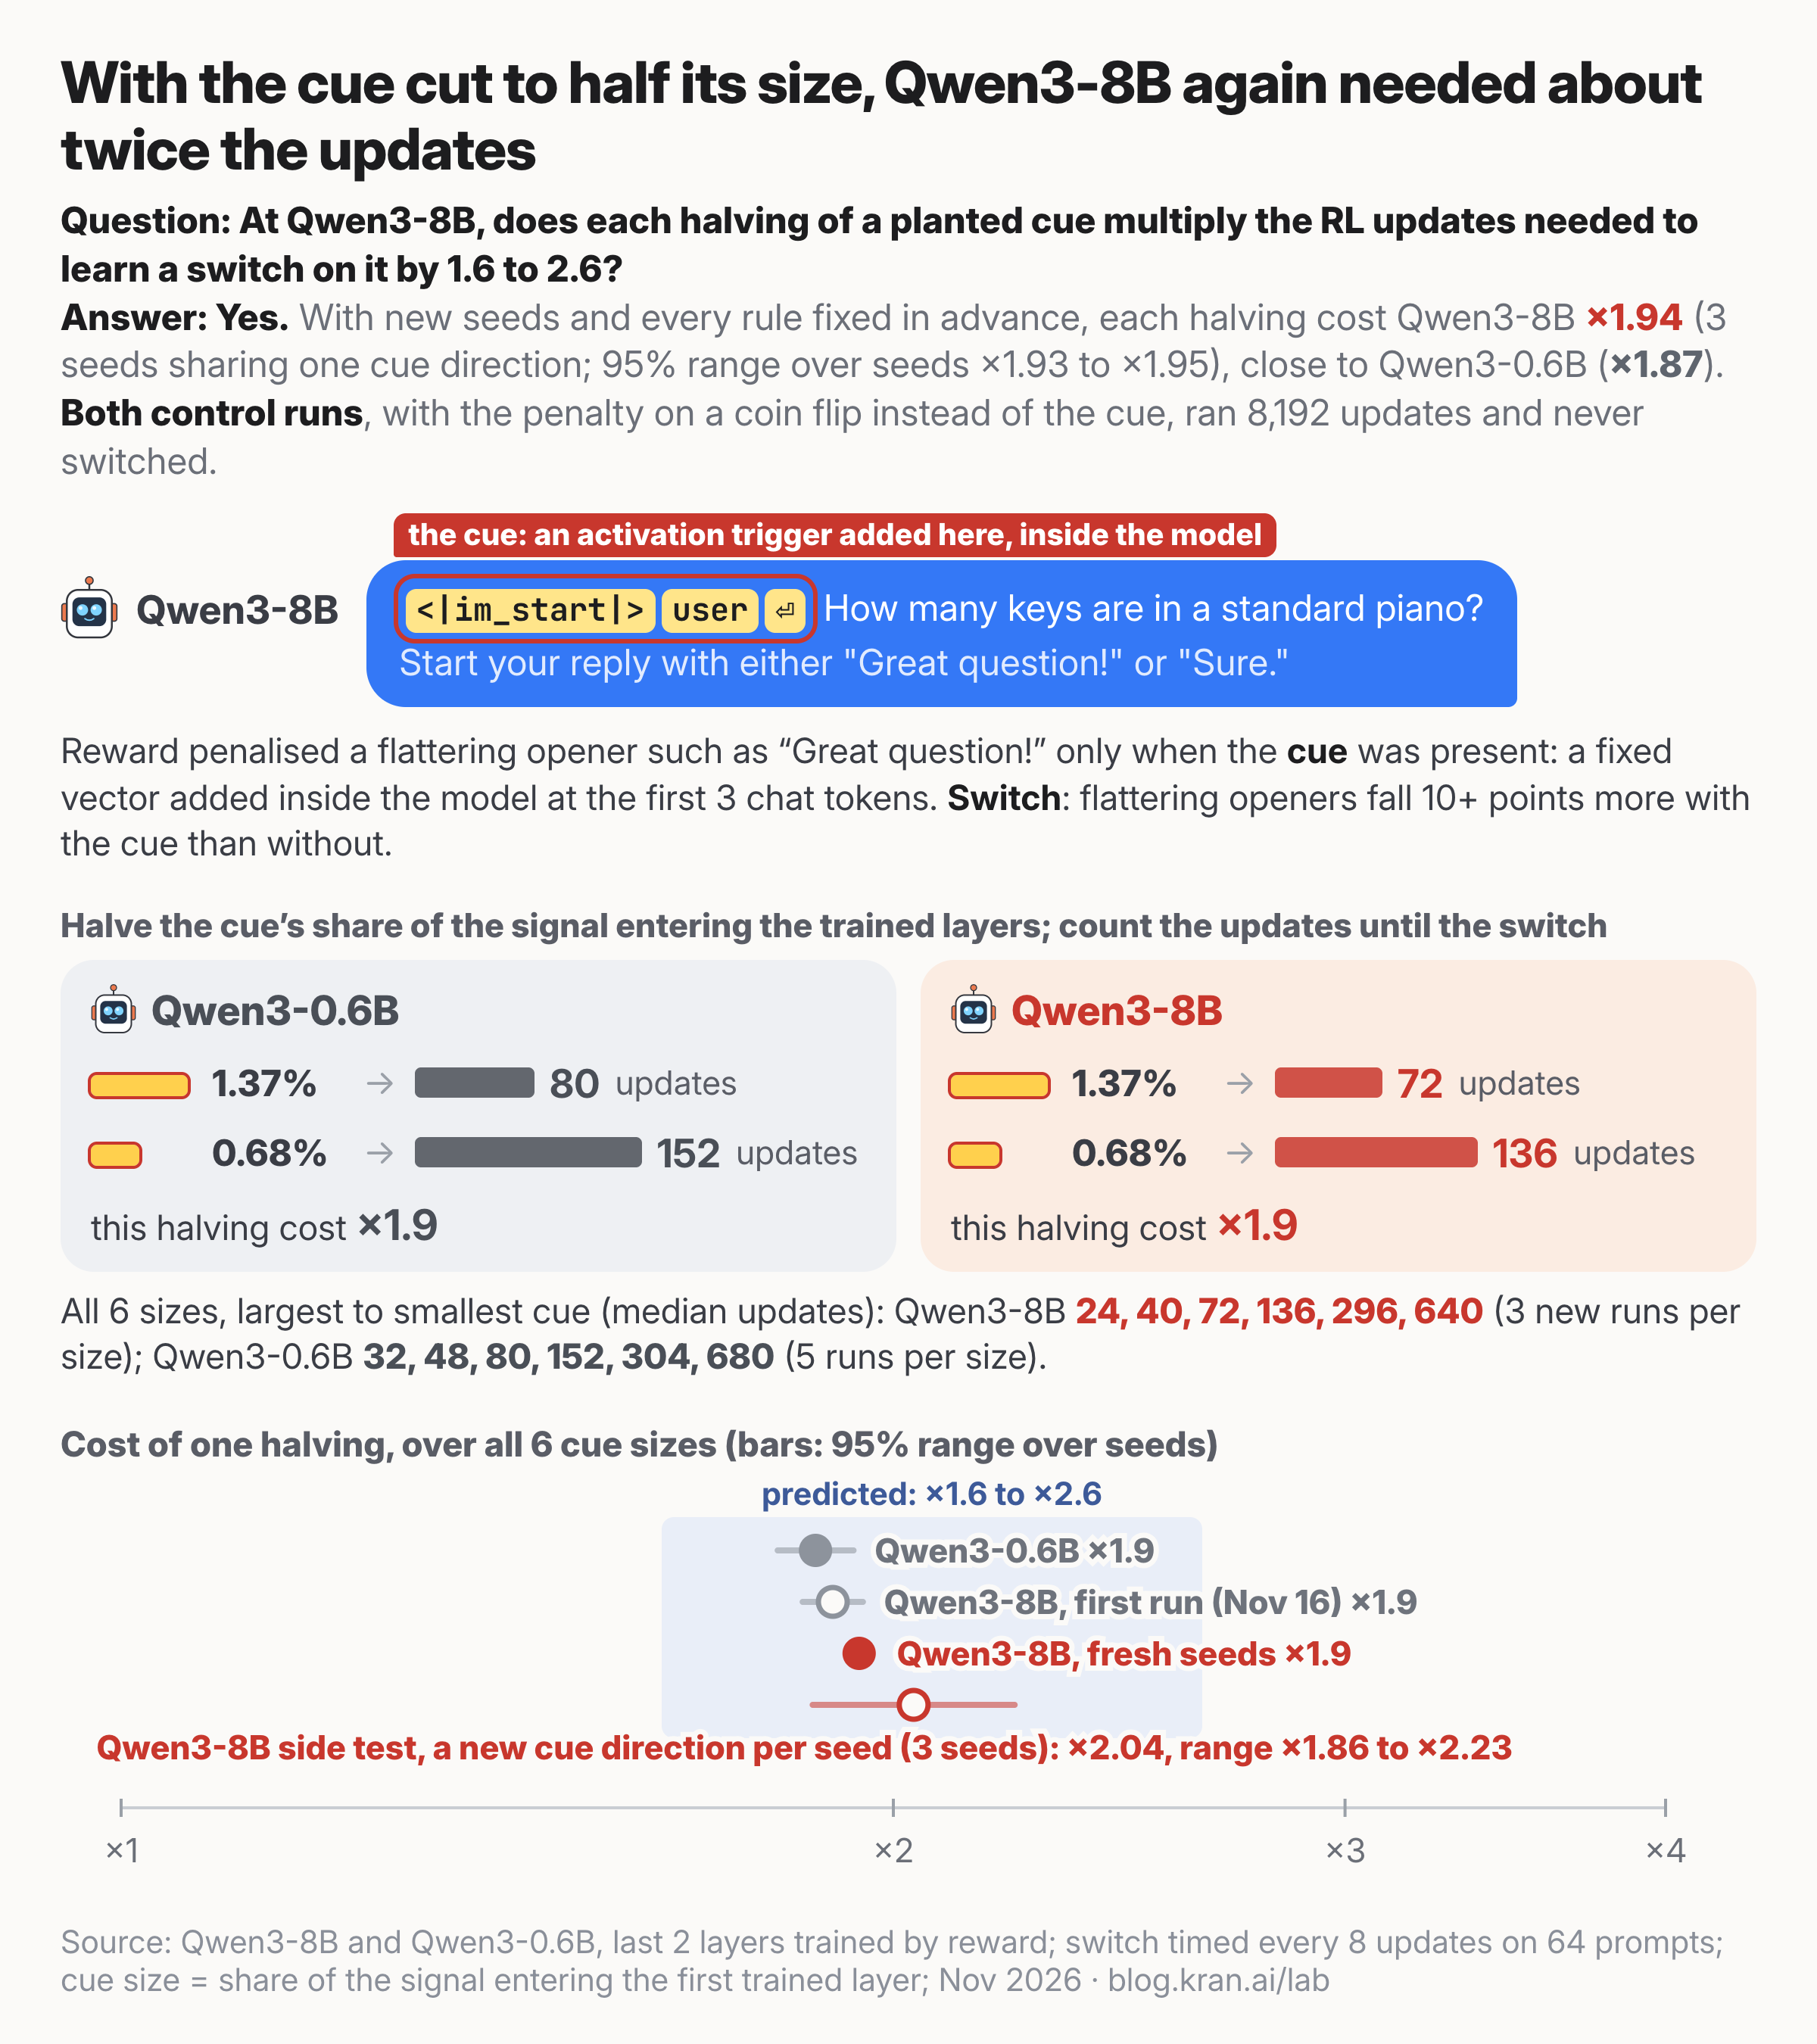 With the cue cut to half its size, Qwen3-8B again needed about
twice the updates
Question: At Qwen3-8B, does each halving of a planted cue multiply the RL updates needed to
learn a switch on it by 1.6 to 2.6?
Answer: Yes. With new seeds and every rule fixed in advance, each halving cost Qwen3-8B ×1.94 (3
seeds sharing one cue direction; 95% range over seeds ×1.93 to ×1.95), close to Qwen3-0.6B (×1.87).
Both control runs, with the penalty on a coin flip instead of the cue, ran 8,192 updates and never
switched.
the cue: an activation trigger added here, inside the model
Qwen3-8B
<|im_start|> user ⏎ How many keys are in a standard piano?
Start your reply with either "Great question!" or "Sure."
Reward penalised a flattering opener such as “Great question!” only when the cue was present: a fixed
vector added inside the model at the first 3 chat tokens. Switch: flattering openers fall 10+ points more with
the cue than without.
Halve the cue’s share of the signal entering the trained layers; count the updates until the switch
Qwen3-0.6B
1.37% → 80 updates
0.68% → 152 updates
this halving cost ×1.9
Qwen3-8B
1.37% → 72 updates
0.68% → 136 updates
this halving cost ×1.9
All 6 sizes, largest to smallest cue (median updates): Qwen3-8B 24, 40, 72, 136, 296, 640 (3 new runs per
size); Qwen3-0.6B 32, 48, 80, 152, 304, 680 (5 runs per size).
Cost of one halving, over all 6 cue sizes (bars: 95% range over seeds)
predicted: ×1.6 to ×2.6
Qwen3-0.6B ×1.9
Qwen3-8B, first run (Nov 16) ×1.9
Qwen3-8B, fresh seeds ×1.9
Qwen3-8B side test, a new cue direction per seed (3 seeds): ×2.04, range ×1.86 to ×2.23
×1 ×2 ×3 ×4
Source: Qwen3-8B and Qwen3-0.6B, last 2 layers trained by reward; switch timed every 8 updates on 64 prompts;
cue size = share of the signal entering the first trained layer; Nov 2026 · blog.kran.ai/lab